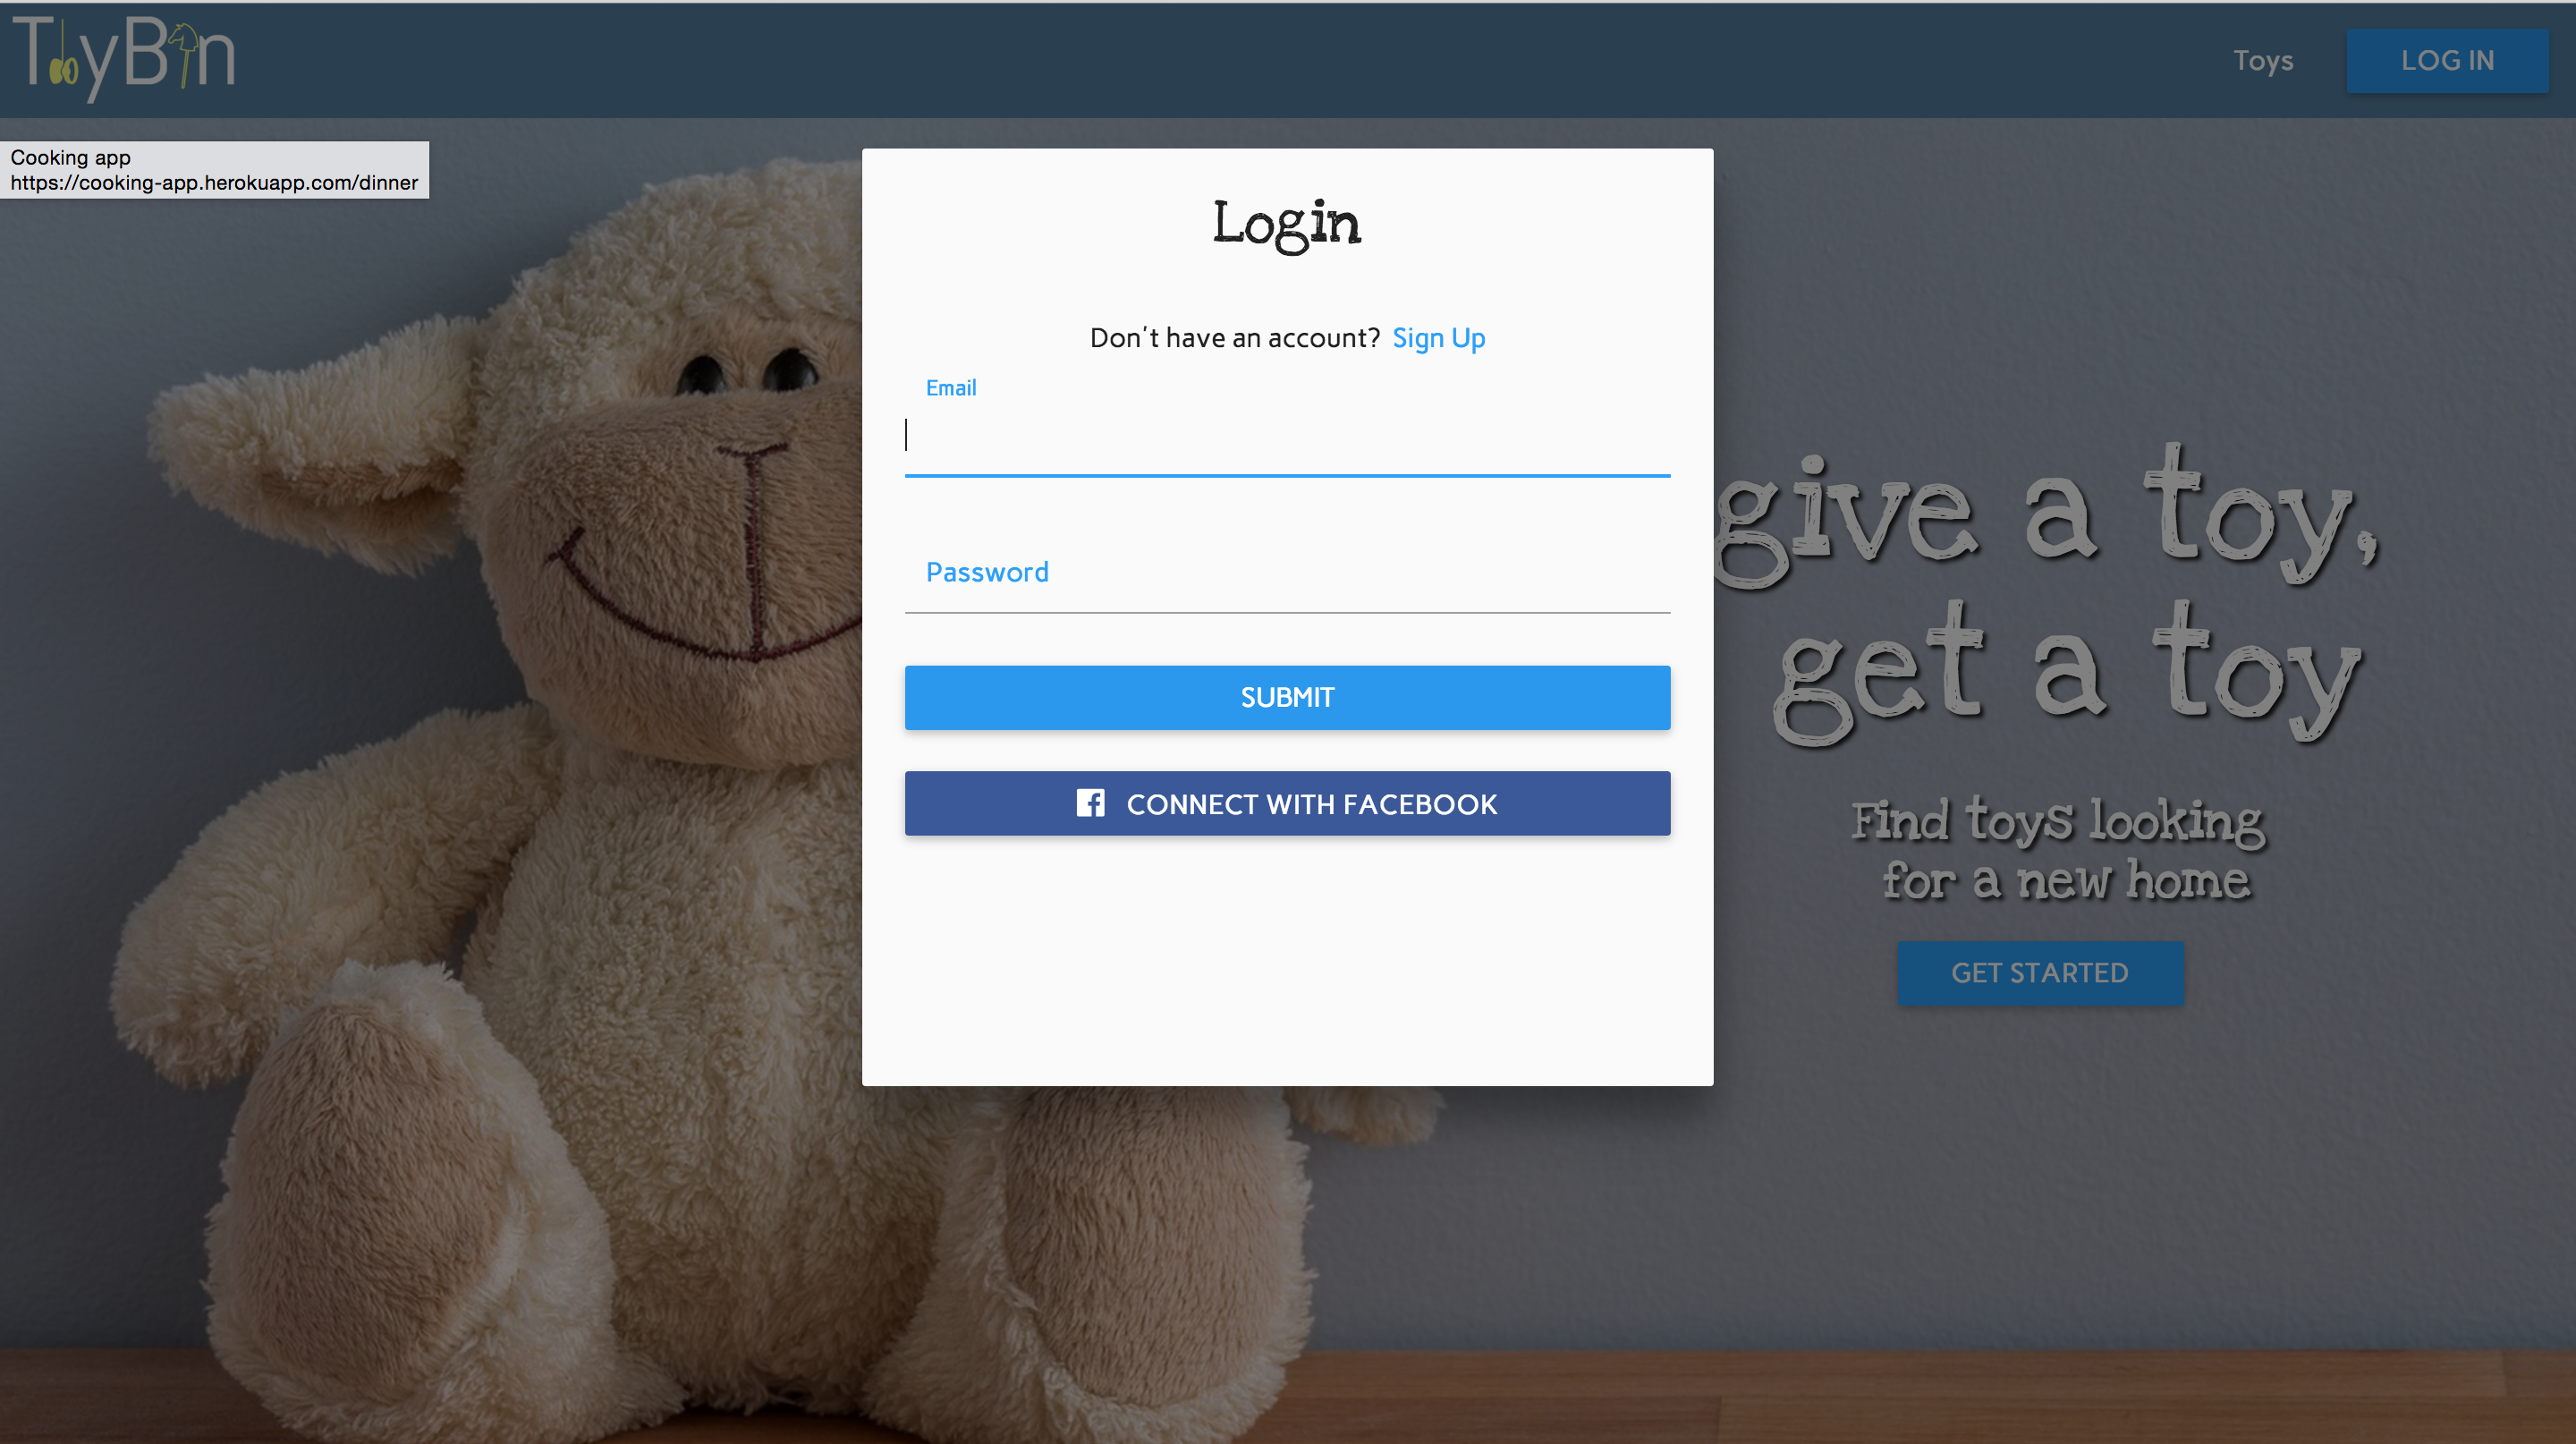 ToyBin
Toys
LOG IN
Cooking app
https://cooking-app.herokuapp.com/dinner
Login
Don't have an account? Sign Up
Email
Password
SUBMIT
CONNECT WITH FACEBOOK
give a toy,
get a toy
Find toys looking
for a new home
GET STARTED